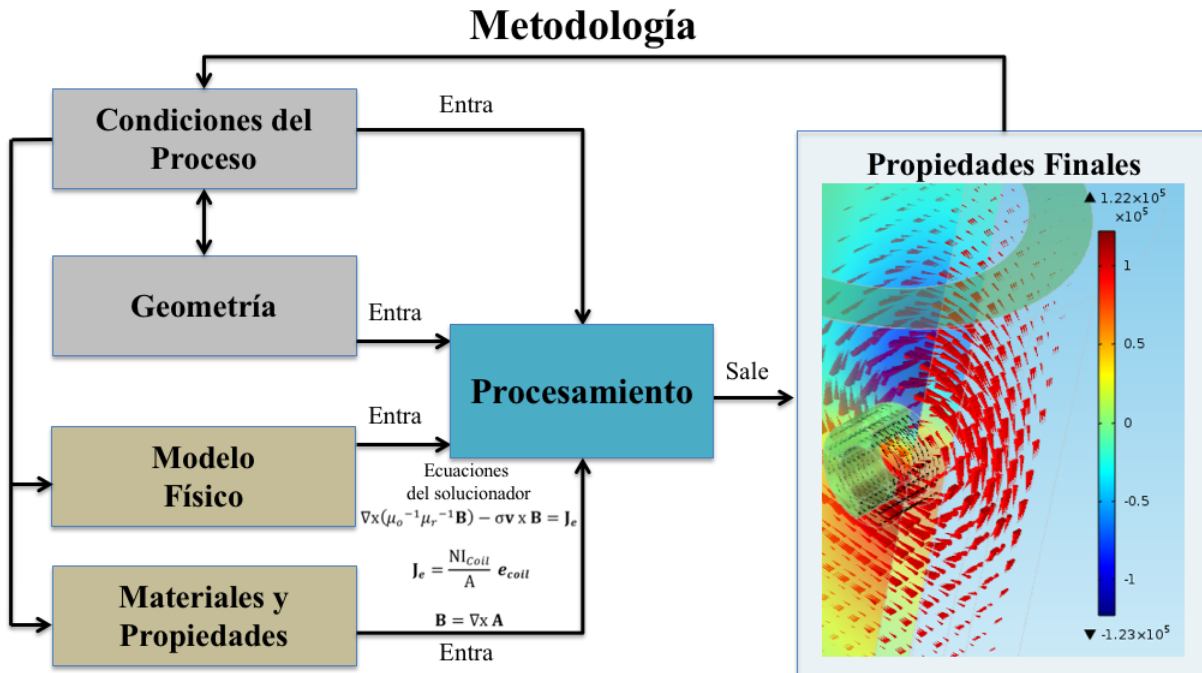 Metodología
Condiciones del
Proceso
Entra
Geometría
Entra
Modelo
Físico
Entra
Materiales y
Propiedades
Entra
Procesamiento
Ecuaciones
del solucionador
∇x(μₒ⁻¹μᵣ⁻¹B) − σv x B = Jₑ
Jₑ = NI_Coil / A e_coil
B = ∇x A
Sale
Propiedades Finales
▲ 1.22×10⁵
×10⁵
1
0.5
0
-0.5
-1
▼ -1.23×10⁵